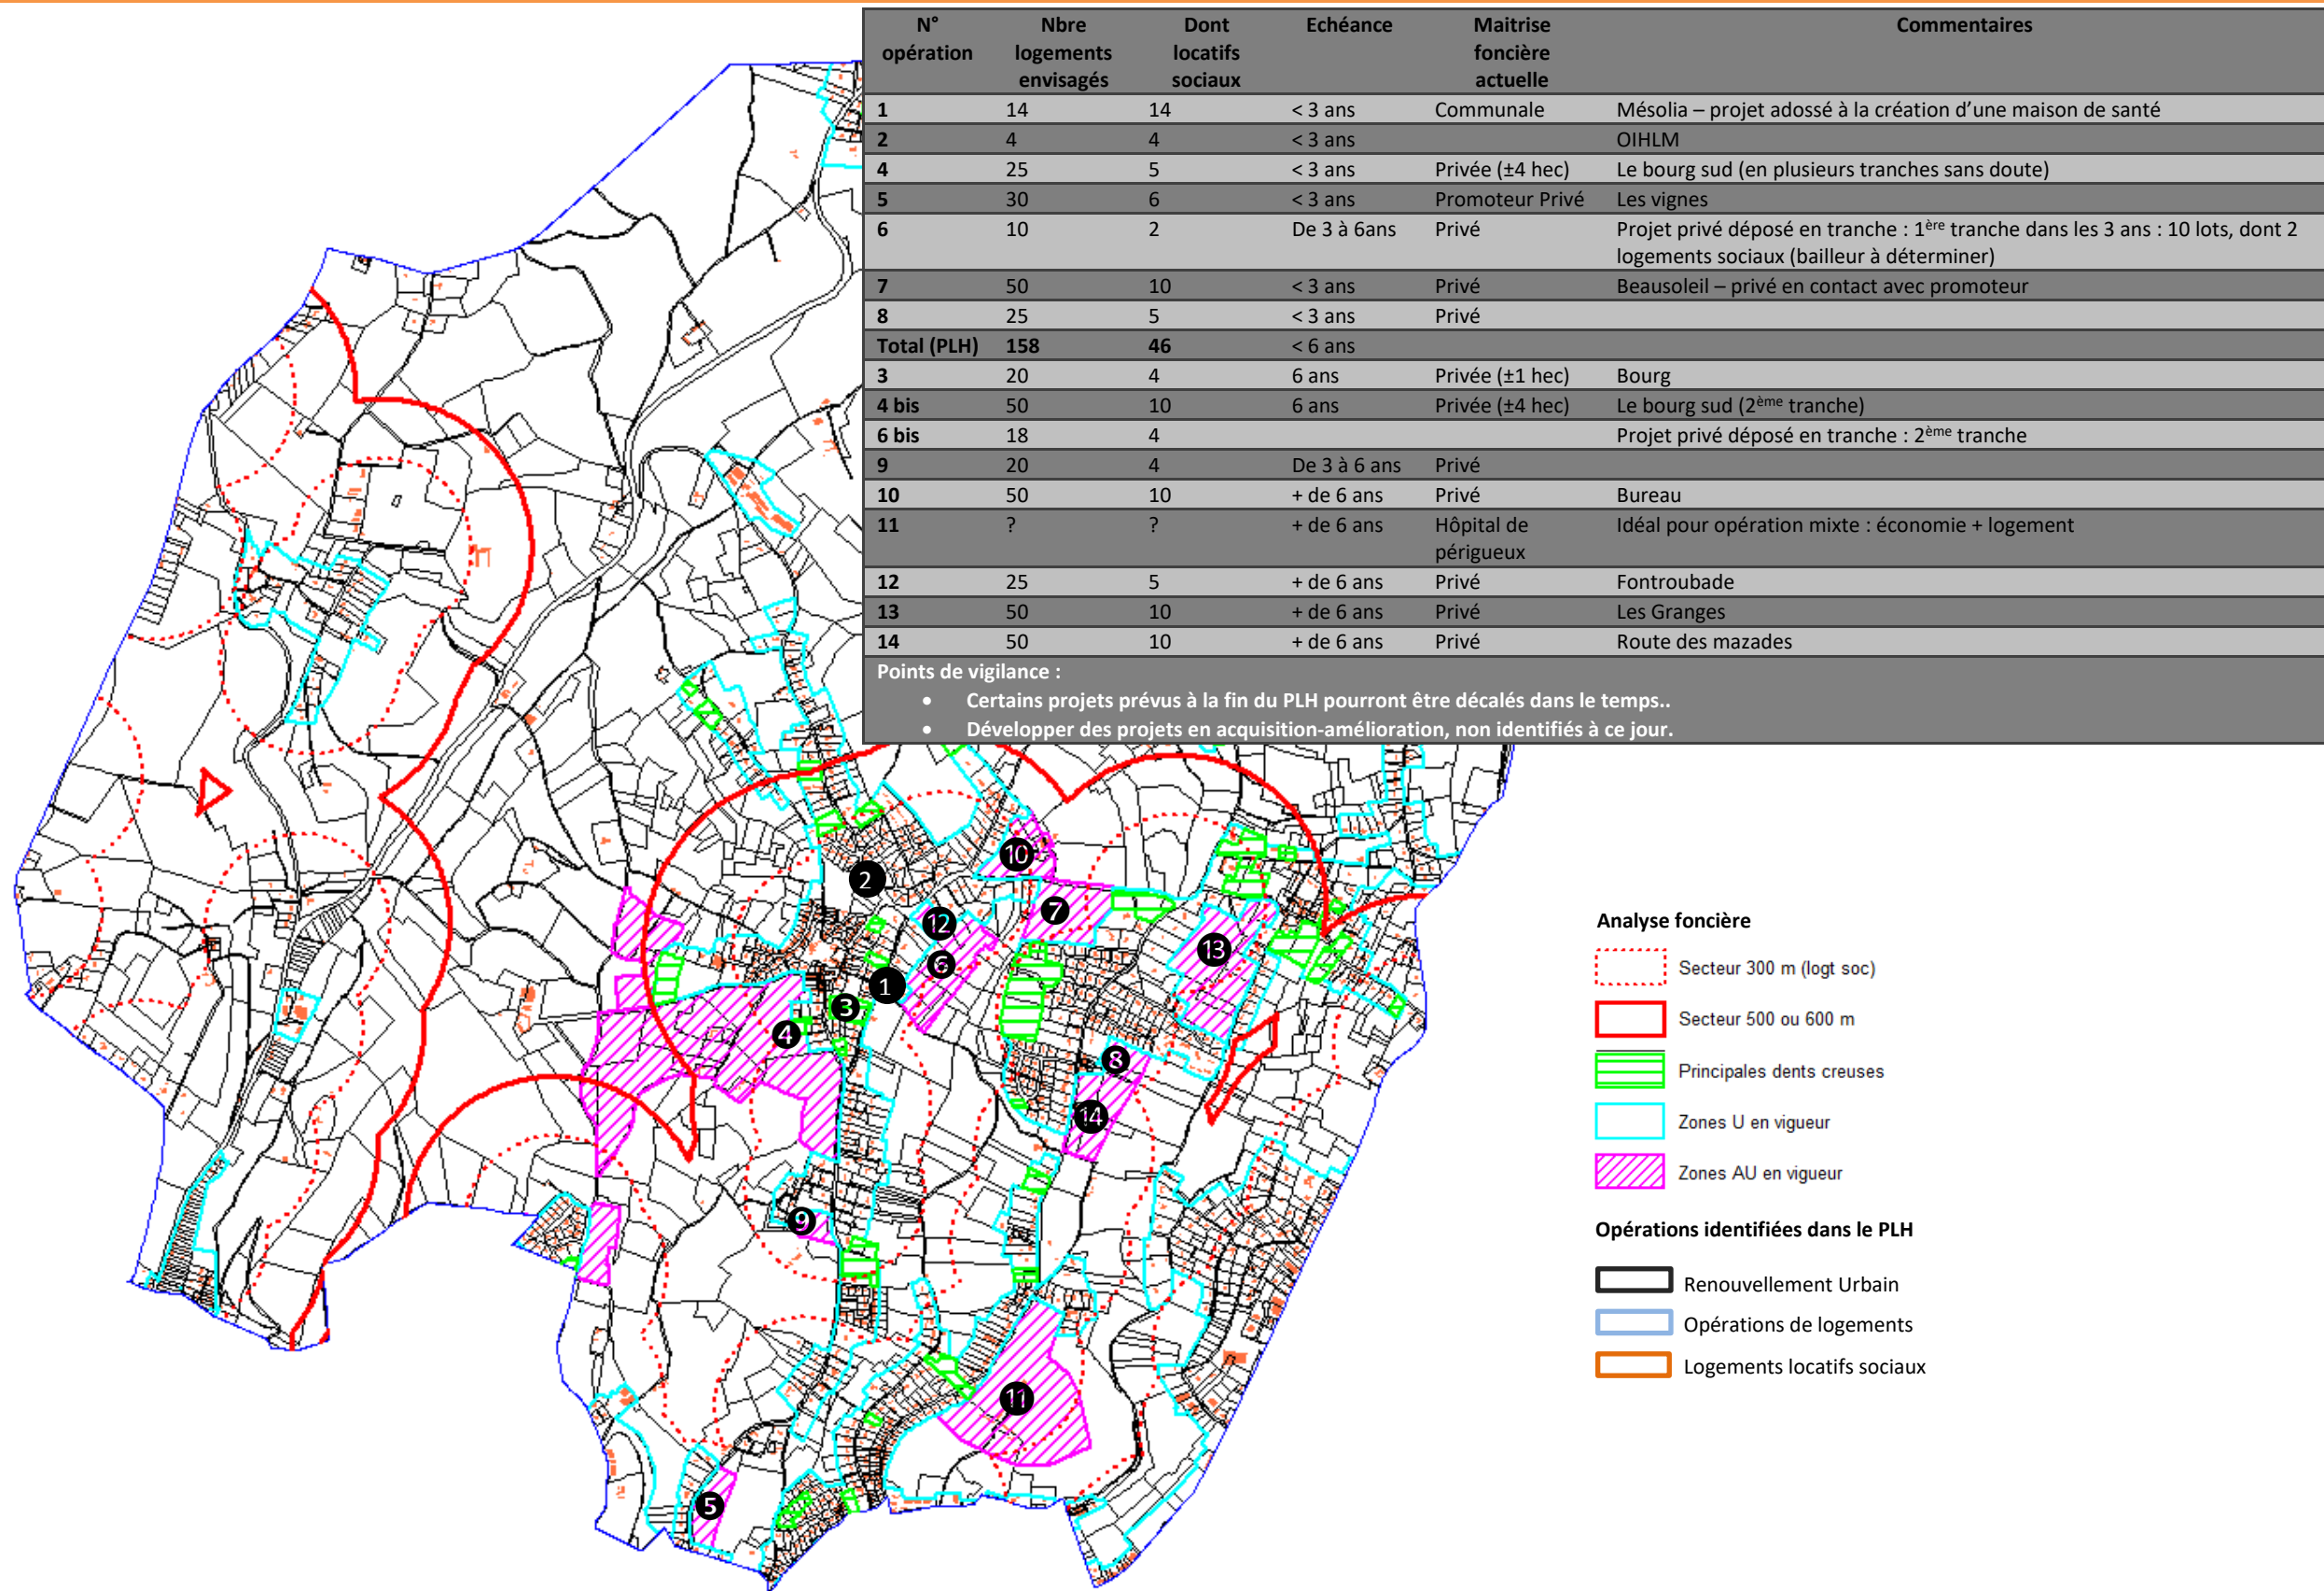 N° opération Nbre logements envisagés Dont locatifs sociaux Echéance Maitrise foncière actuelle Commentaires
1 14 14 < 3 ans Communale Mésolia – projet adossé à la création d’une maison de santé
2 4 4 < 3 ans OIHLM
4 25 5 < 3 ans Privée (±4 hec) Le bourg sud (en plusieurs tranches sans doute)
5 30 6 < 3 ans Promoteur Privé Les vignes
6 10 2 De 3 à 6ans Privé Projet privé déposé en tranche : 1ère tranche dans les 3 ans : 10 lots, dont 2
logements sociaux (bailleur à déterminer)
7 50 10 < 3 ans Privé Beausoleil – privé en contact avec promoteur
8 25 5 < 3 ans Privé
Total (PLH) 158 46 < 6 ans
3 20 4 6 ans Privée (±1 hec) Bourg
4 bis 50 10 6 ans Privée (±4 hec) Le bourg sud (2ème tranche)
6 bis 18 4 Projet privé déposé en tranche : 2ème tranche
9 20 4 De 3 à 6 ans Privé
10 50 10 + de 6 ans Privé Bureau
11 ? ? + de 6 ans Hôpital de périgueux Idéal pour opération mixte : économie + logement
12 25 5 + de 6 ans Privé Fontroubade
13 50 10 + de 6 ans Privé Les Granges
14 50 10 + de 6 ans Privé Route des mazades
Points de vigilance :
• Certains projets prévus à la fin du PLH pourront être décalés dans le temps..
• Développer des projets en acquisition-amélioration, non identifiés à ce jour.
10
2
7
12
13
6
1
3
4
8
14
9
11
5
Analyse foncière
Secteur 300 m (logt soc)
Secteur 500 ou 600 m
Principales dents creuses
Zones U en vigueur
Zones AU en vigueur
Opérations identifiées dans le PLH
Renouvellement Urbain
Opérations de logements
Logements locatifs sociaux